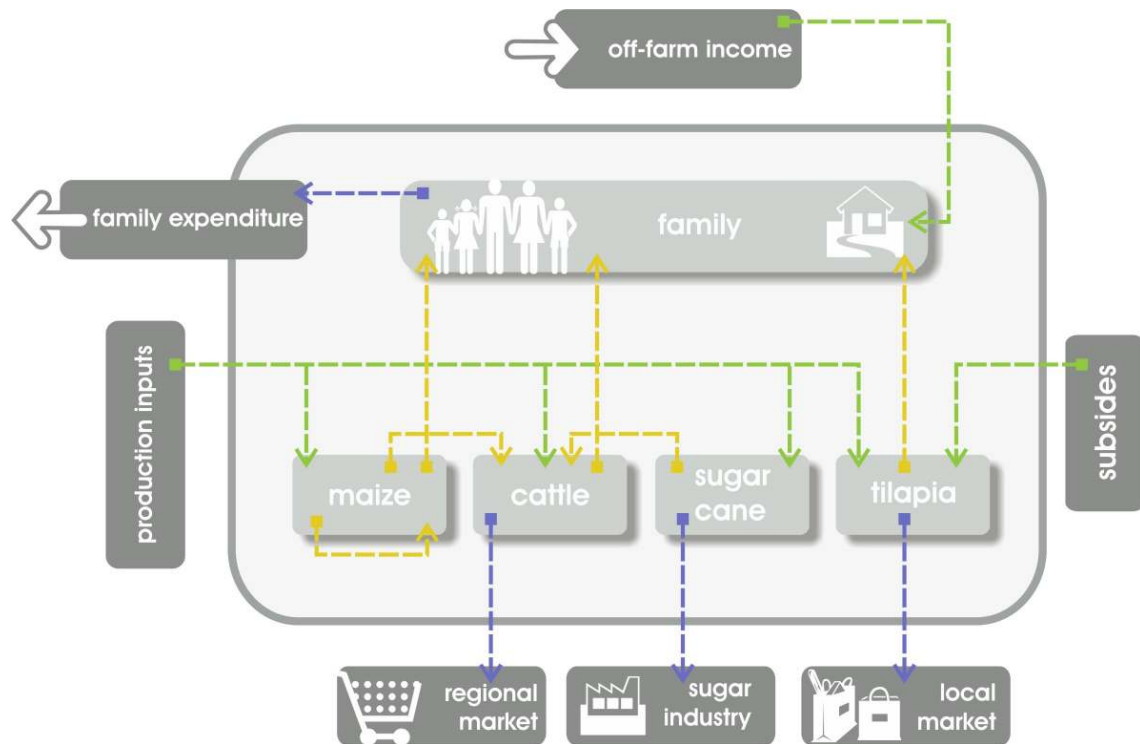 off-farm income
family expenditure
family
production inputs
subsides
maize
cattle
sugar
cane
tilapia
regional
market
sugar
industry
local
market